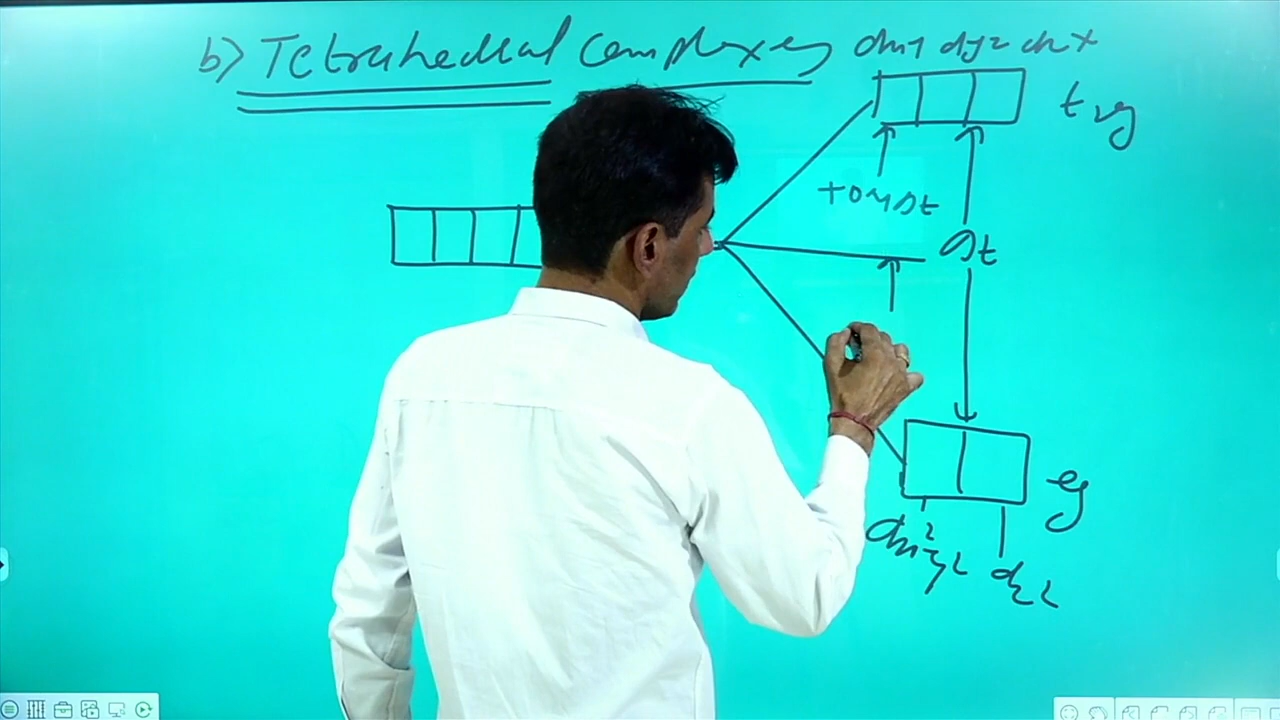 b) Tetrahedral Complexes dxy dyz dzx
t2g
+0.4Δt
Δt
eg
dx²-y² dz²